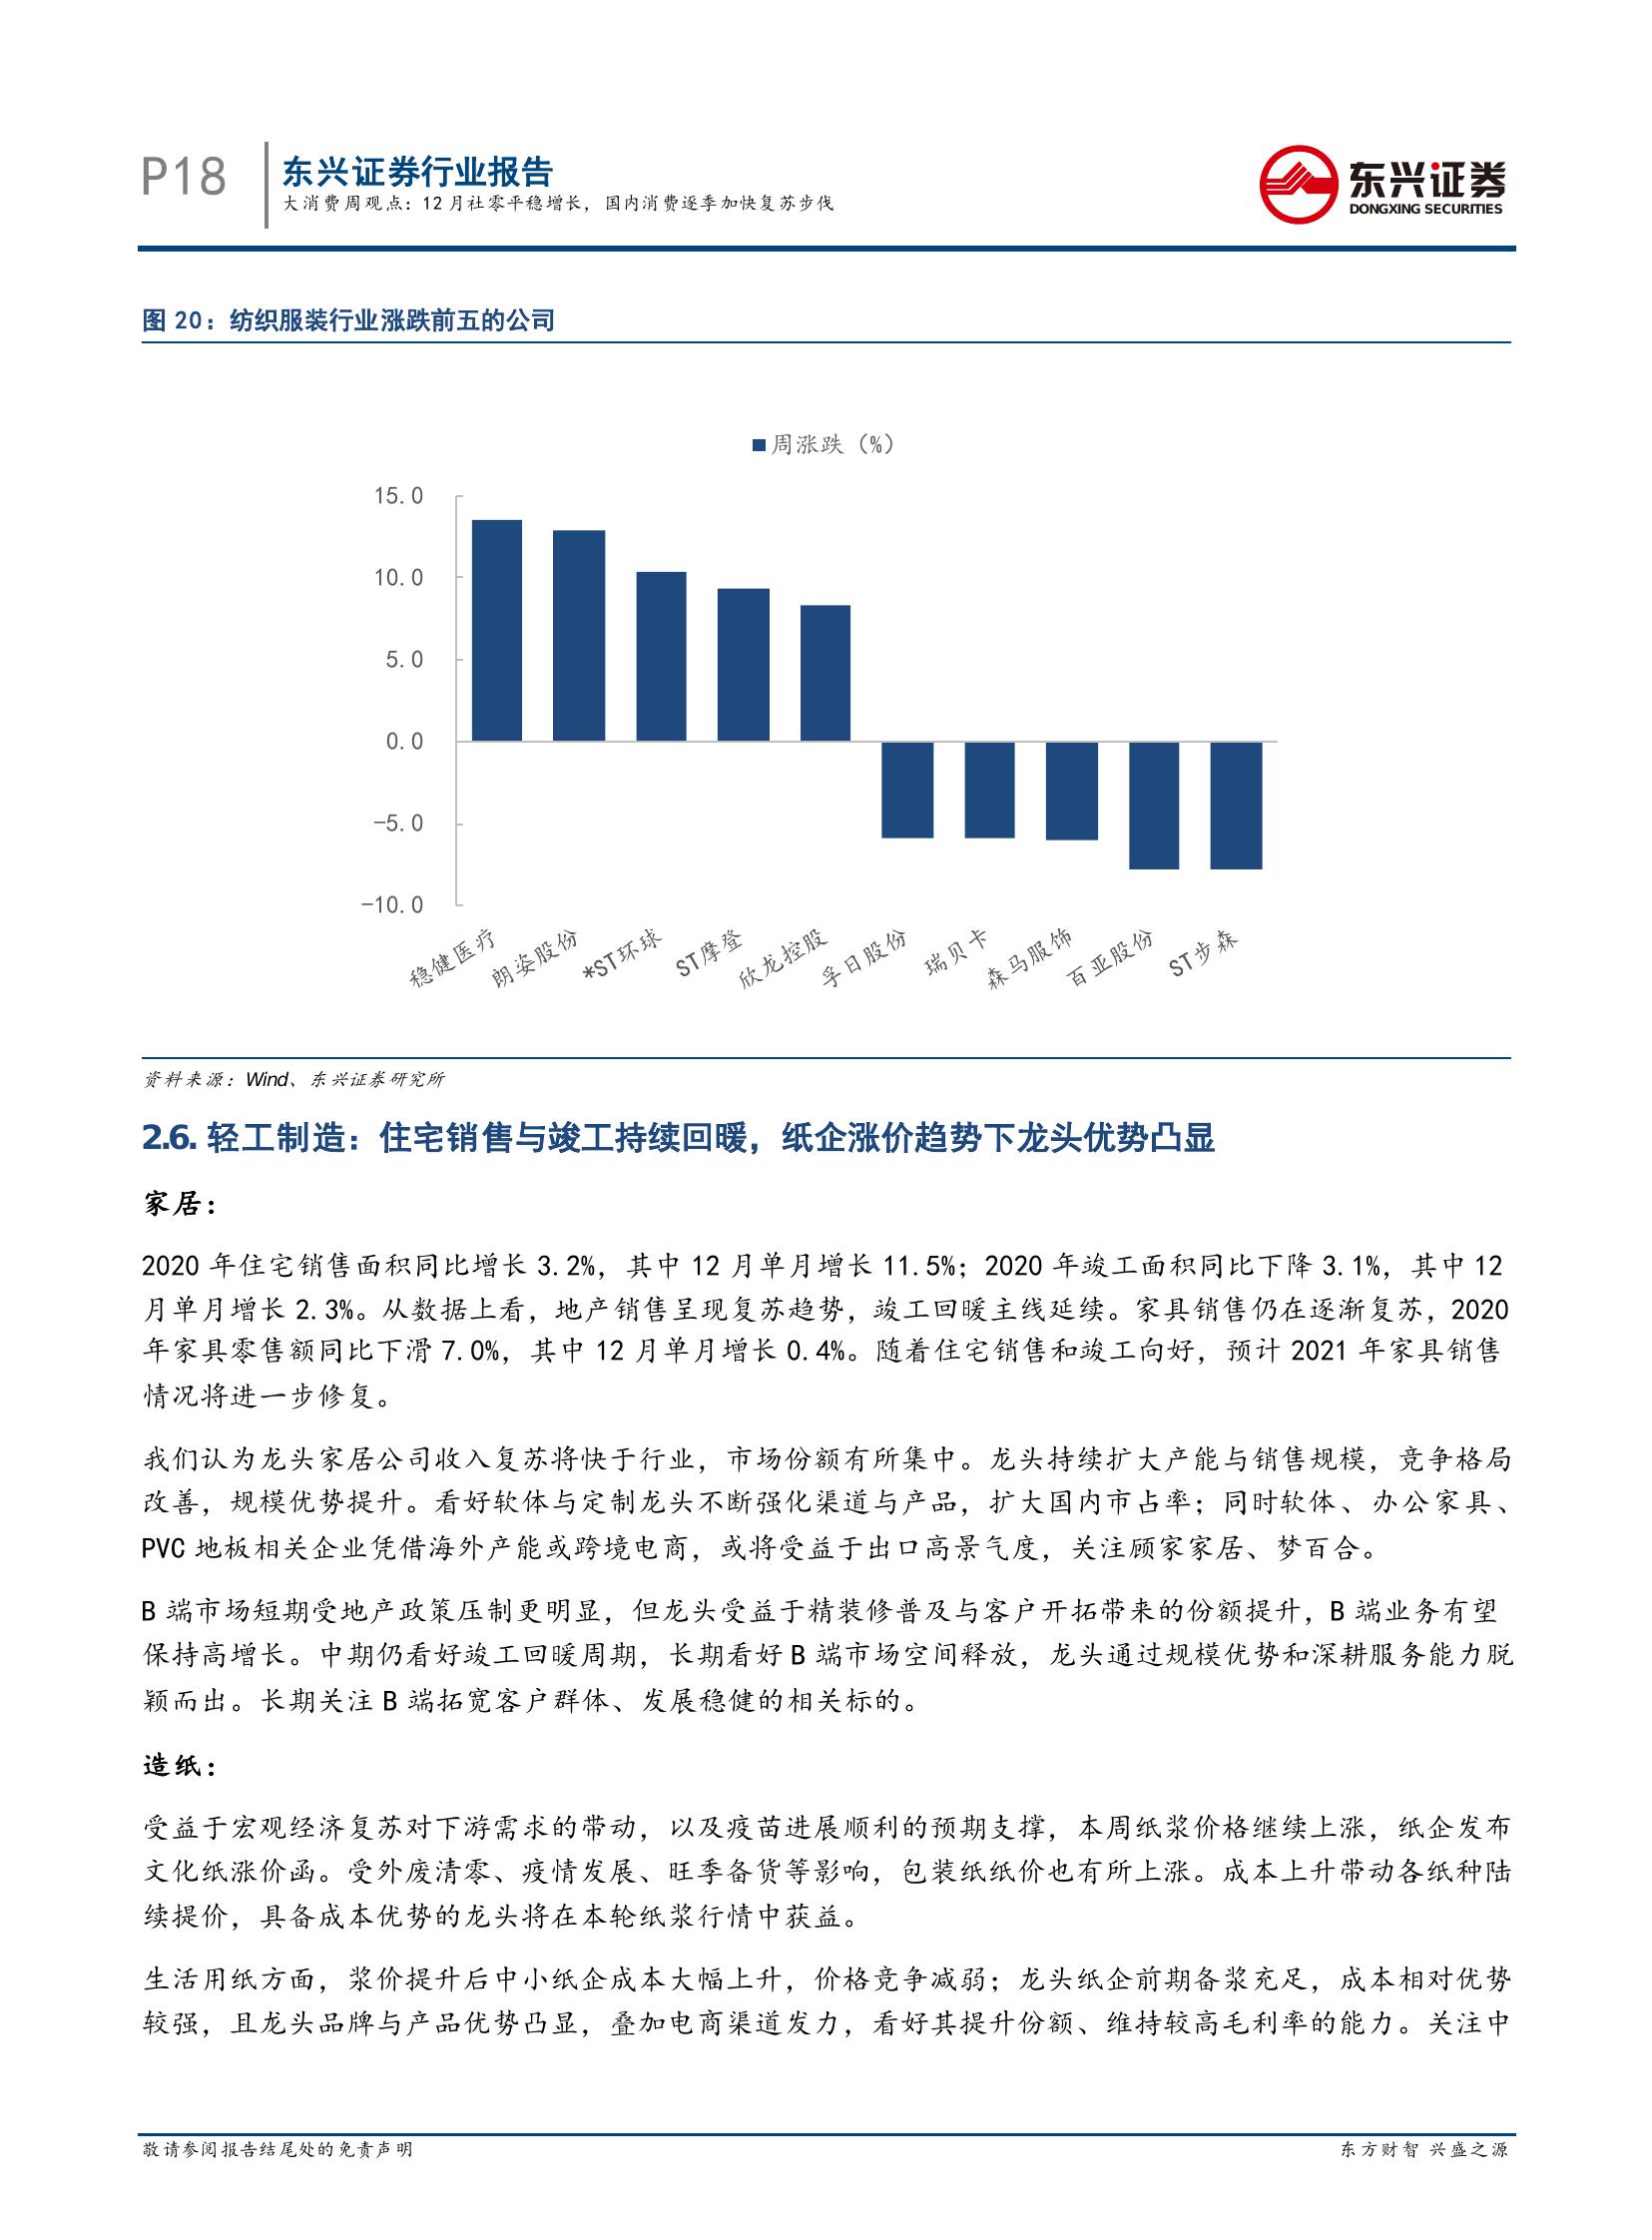 P18
东兴证券行业报告
大消费周观点：12月社零平稳增长，国内消费逐季加快复苏步伐
东兴证券
DONGXING SECURITIES
图 20：纺织服装行业涨跌前五的公司
周涨跌（%）
15.0
10.0
5.0
0.0
-5.0
-10.0
稳健医疗
朗姿股份
*ST环球
ST摩登
欣龙控股
孚日股份
瑞贝卡
森马服饰
百亚股份
ST步森
资料来源：Wind、东兴证券研究所
2.6. 轻工制造：住宅销售与竣工持续回暖，纸企涨价趋势下龙头优势凸显
家居：
2020 年住宅销售面积同比增长 3.2%，其中 12 月单月增长 11.5%；2020 年竣工面积同比下降 3.1%，其中 12
月单月增长 2.3%。从数据上看，地产销售呈现复苏趋势，竣工回暖主线延续。家具销售仍在逐渐复苏，2020
年家具零售额同比下滑 7.0%，其中 12 月单月增长 0.4%。随着住宅销售和竣工向好，预计 2021 年家具销售
情况将进一步修复。
我们认为龙头家居公司收入复苏将快于行业，市场份额有所集中。龙头持续扩大产能与销售规模，竞争格局
改善，规模优势提升。看好软体与定制龙头不断强化渠道与产品，扩大国内市占率；同时软体、办公家具、
PVC 地板相关企业凭借海外产能或跨境电商，或将受益于出口高景气度，关注顾家家居、梦百合。
B 端市场短期受地产政策压制更明显，但龙头受益于精装修普及与客户开拓带来的份额提升，B 端业务有望
保持高增长。中期仍看好竣工回暖周期，长期看好 B 端市场空间释放，龙头通过规模优势和深耕服务能力脱
颖而出。长期关注 B 端拓宽客户群体、发展稳健的相关标的。
造纸：
受益于宏观经济复苏对下游需求的带动，以及疫苗进展顺利的预期支撑，本周纸浆价格继续上涨，纸企发布
文化纸涨价函。受外废清零、疫情发展、旺季备货等影响，包装纸纸价也有所上涨。成本上升带动各纸种陆
续提价，具备成本优势的龙头将在本轮纸浆行情中获益。
生活用纸方面，浆价提升后中小纸企成本大幅上升，价格竞争减弱；龙头纸企前期备浆充足，成本相对优势
较强，且龙头品牌与产品优势凸显，叠加电商渠道发力，看好其提升份额、维持较高毛利率的能力。关注中
敬请参阅报告结尾处的免责声明
东方财智 兴盛之源